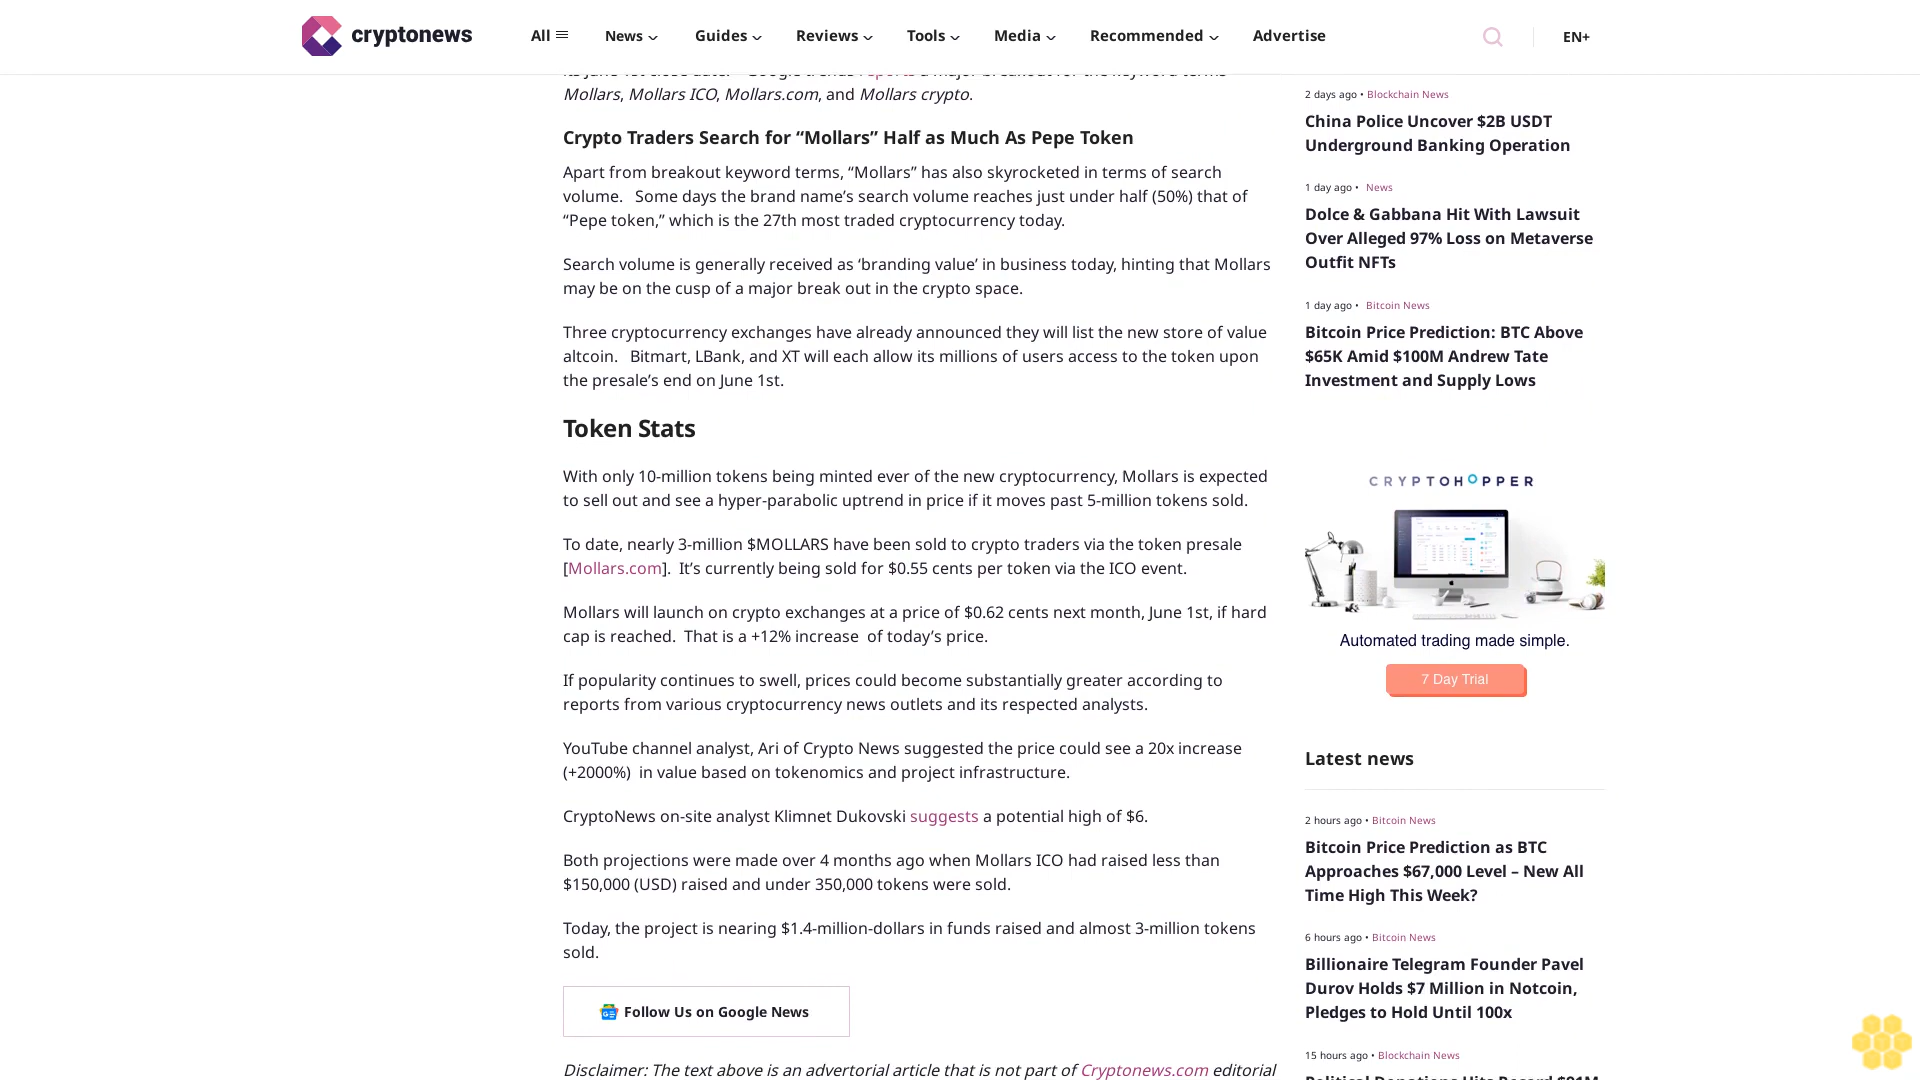 cryptonews
All
News
Guides
Reviews
Tools
Media
Recommended
Advertise
EN+
Mollars, Mollars ICO, Mollars.com, and Mollars crypto.
Crypto Traders Search for “Mollars” Half as Much As Pepe Token
Apart from breakout keyword terms, “Mollars” has also skyrocketed in terms of search
volume.   Some days the brand name’s search volume reaches just under half (50%) that of
“Pepe token,” which is the 27th most traded cryptocurrency today.
Search volume is generally received as ‘branding value’ in business today, hinting that Mollars
may be on the cusp of a major break out in the crypto space.
Three cryptocurrency exchanges have already announced they will list the new store of value
altcoin.   Bitmart, LBank, and XT will each allow its millions of users access to the token upon
the presale’s end on June 1st.
Token Stats
With only 10-million tokens being minted ever of the new cryptocurrency, Mollars is expected
to sell out and see a hyper-parabolic uptrend in price if it moves past 5-million tokens sold.
To date, nearly 3-million $MOLLARS have been sold to crypto traders via the token presale
[Mollars.com].  It’s currently being sold for $0.55 cents per token via the ICO event.
Mollars will launch on crypto exchanges at a price of $0.62 cents next month, June 1st, if hard
cap is reached.  That is a +12% increase  of today’s price.
If popularity continues to swell, prices could become substantially greater according to
reports from various cryptocurrency news outlets and its respected analysts.
YouTube channel analyst, Ari of Crypto News suggested the price could see a 20x increase
(+2000%)  in value based on tokenomics and project infrastructure.
CryptoNews on-site analyst Klimnet Dukovski suggests a potential high of $6.
Both projections were made over 4 months ago when Mollars ICO had raised less than
$150,000 (USD) raised and under 350,000 tokens were sold.
Today, the project is nearing $1.4-million-dollars in funds raised and almost 3-million tokens
sold.
Follow Us on Google News
Disclaimer: The text above is an advertorial article that is not part of Cryptonews.com editorial
2 days ago • Blockchain News
China Police Uncover $2B USDT
Underground Banking Operation
1 day ago • News
Dolce & Gabbana Hit With Lawsuit
Over Alleged 97% Loss on Metaverse
Outfit NFTs
1 day ago • Bitcoin News
Bitcoin Price Prediction: BTC Above
$65K Amid $100M Andrew Tate
Investment and Supply Lows
CRYPTOHOPPER
Automated trading made simple.
7 Day Trial
Latest news
2 hours ago • Bitcoin News
Bitcoin Price Prediction as BTC
Approaches $67,000 Level – New All
Time High This Week?
6 hours ago • Bitcoin News
Billionaire Telegram Founder Pavel
Durov Holds $7 Million in Notcoin,
Pledges to Hold Until 100x
15 hours ago • Blockchain News